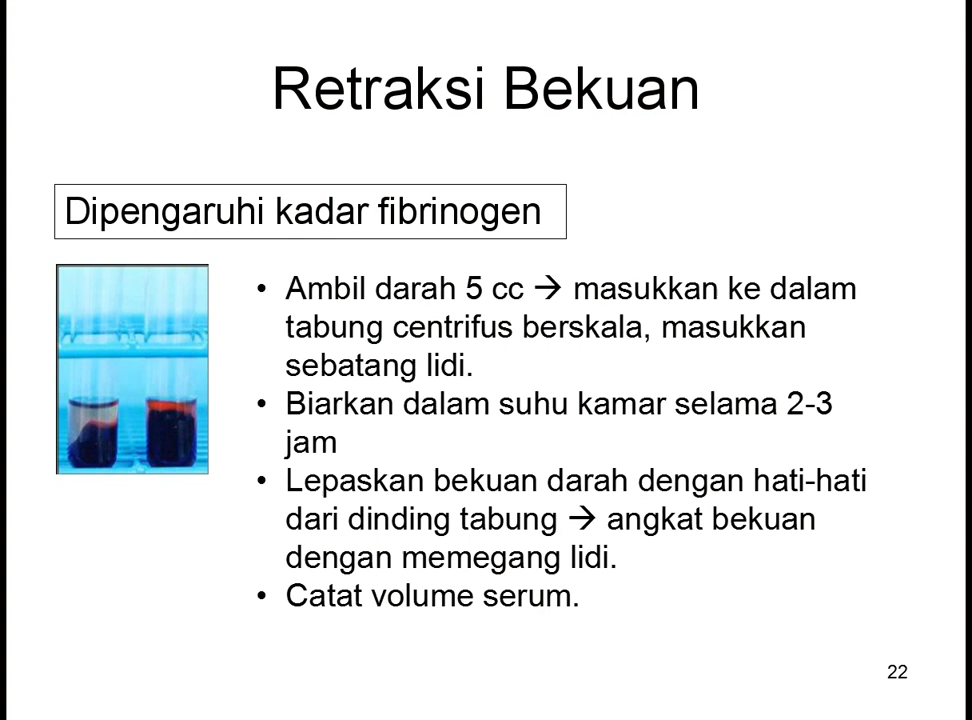 Retraksi Bekuan
Dipengaruhi kadar fibrinogen
• Ambil darah 5 cc → masukkan ke dalam
tabung centrifus berskala, masukkan
sebatang lidi.
• Biarkan dalam suhu kamar selama 2-3
jam
• Lepaskan bekuan darah dengan hati-hati
dari dinding tabung → angkat bekuan
dengan memegang lidi.
• Catat volume serum.
22